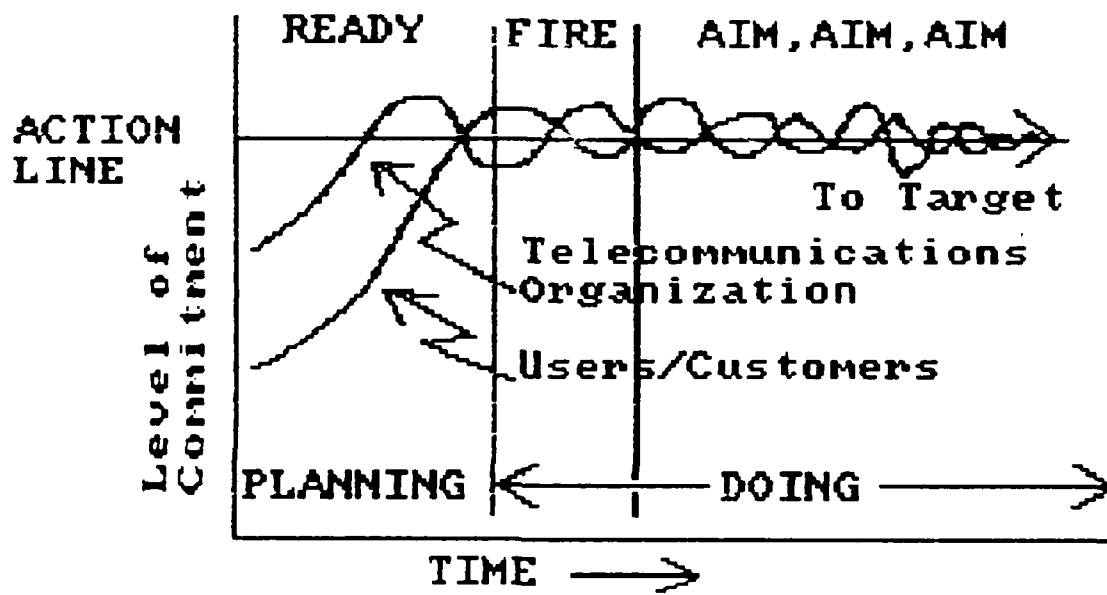 READY
FIRE
AIM, AIM, AIM
ACTION
LINE
To Target
Telecommunications
Organization
Users/Customers
Level of
Commitment
PLANNING
DOING
TIME